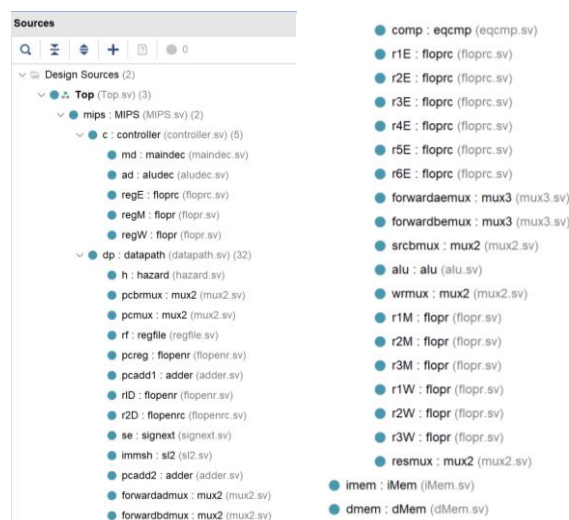 Sources
0
Design Sources (2)
Top (Top.sv) (3)
mips : MIPS (MIPS.sv) (2)
c : controller (controller.sv) (5)
md : maindec (maindec.sv)
ad : aludec (aludec.sv)
regE : floprc (floprc.sv)
regM : flopr (flopr.sv)
regW : flopr (flopr.sv)
dp : datapath (datapath.sv) (32)
h : hazard (hazard.sv)
pcbrmux : mux2 (mux2.sv)
pcmux : mux2 (mux2.sv)
rf : regfile (regfile.sv)
pcreg : flopenr (flopenr.sv)
pcadd1 : adder (adder.sv)
rID : flopenr (flopenr.sv)
r2D : flopenrc (flopenrc.sv)
se : signext (signext.sv)
immsh : sl2 (sl2.sv)
pcadd2 : adder (adder.sv)
forwardadmux : mux2 (mux2.sv)
forwardbdmux : mux2 (mux2.sv)
comp : eqcmp (eqcmp.sv)
r1E : floprc (floprc.sv)
r2E : floprc (floprc.sv)
r3E : floprc (floprc.sv)
r4E : floprc (floprc.sv)
r5E : floprc (floprc.sv)
r6E : floprc (floprc.sv)
forwardaemux : mux3 (mux3.sv)
forwardbemux : mux3 (mux3.sv)
srcbmux : mux2 (mux2.sv)
alu : alu (alu.sv)
wrmux : mux2 (mux2.sv)
r1M : flopr (flopr.sv)
r2M : flopr (flopr.sv)
r3M : flopr (flopr.sv)
r1W : flopr (flopr.sv)
r2W : flopr (flopr.sv)
r3W : flopr (flopr.sv)
resmux : mux2 (mux2.sv)
imem : iMem (iMem.sv)
dmem : dMem (dMem.sv)